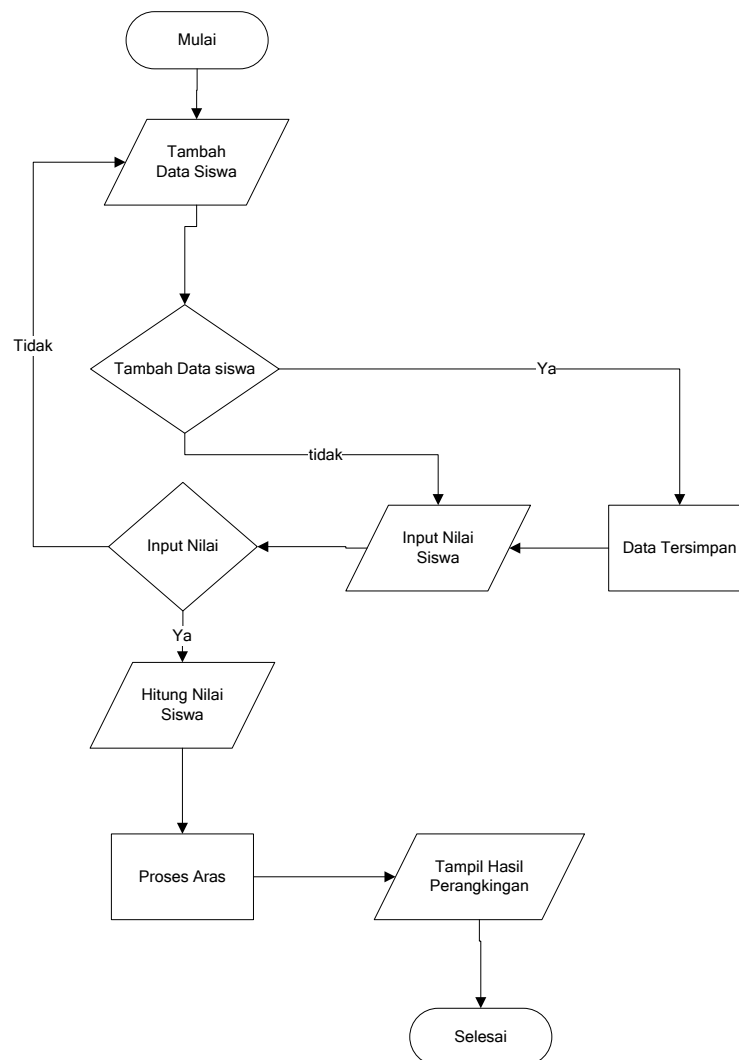 Mulai
Tambah
Data Siswa
Tidak
Tambah Data siswa
Ya
tidak
Input Nilai
Input Nilai
Siswa
Data Tersimpan
Ya
Hitung Nilai
Siswa
Proses Aras
Tampil Hasil
Perangkingan
Selesai